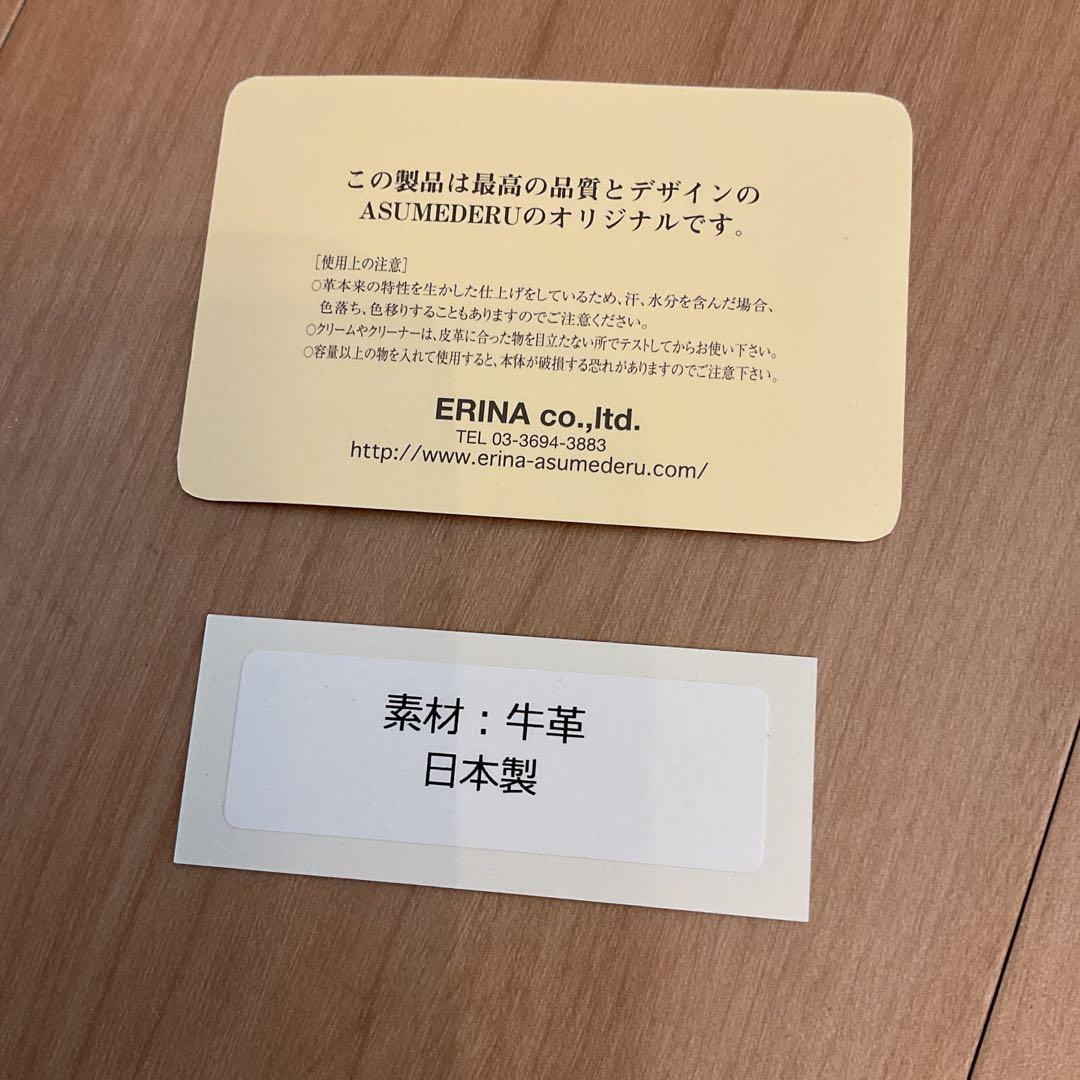 この製品は最高の品質とデザインの
ASUMEDERUのオリジナルです。
［使用上の注意］
○革本来の特性を生かした仕上げをしているため、汗、水分を含んだ場合、
色落ち、色移りすることもありますのでご注意ください。
○クリームやクリーナーは、皮革に合った物を目立たない所でテストしてからお使い下さい。
○容量以上の物を入れて使用すると、本体が破損する恐れがありますのでご注意下さい。
ERINA co.,ltd.
TEL 03-3694-3883
http://www.erina-asumederu.com/
素材：牛革
日本製